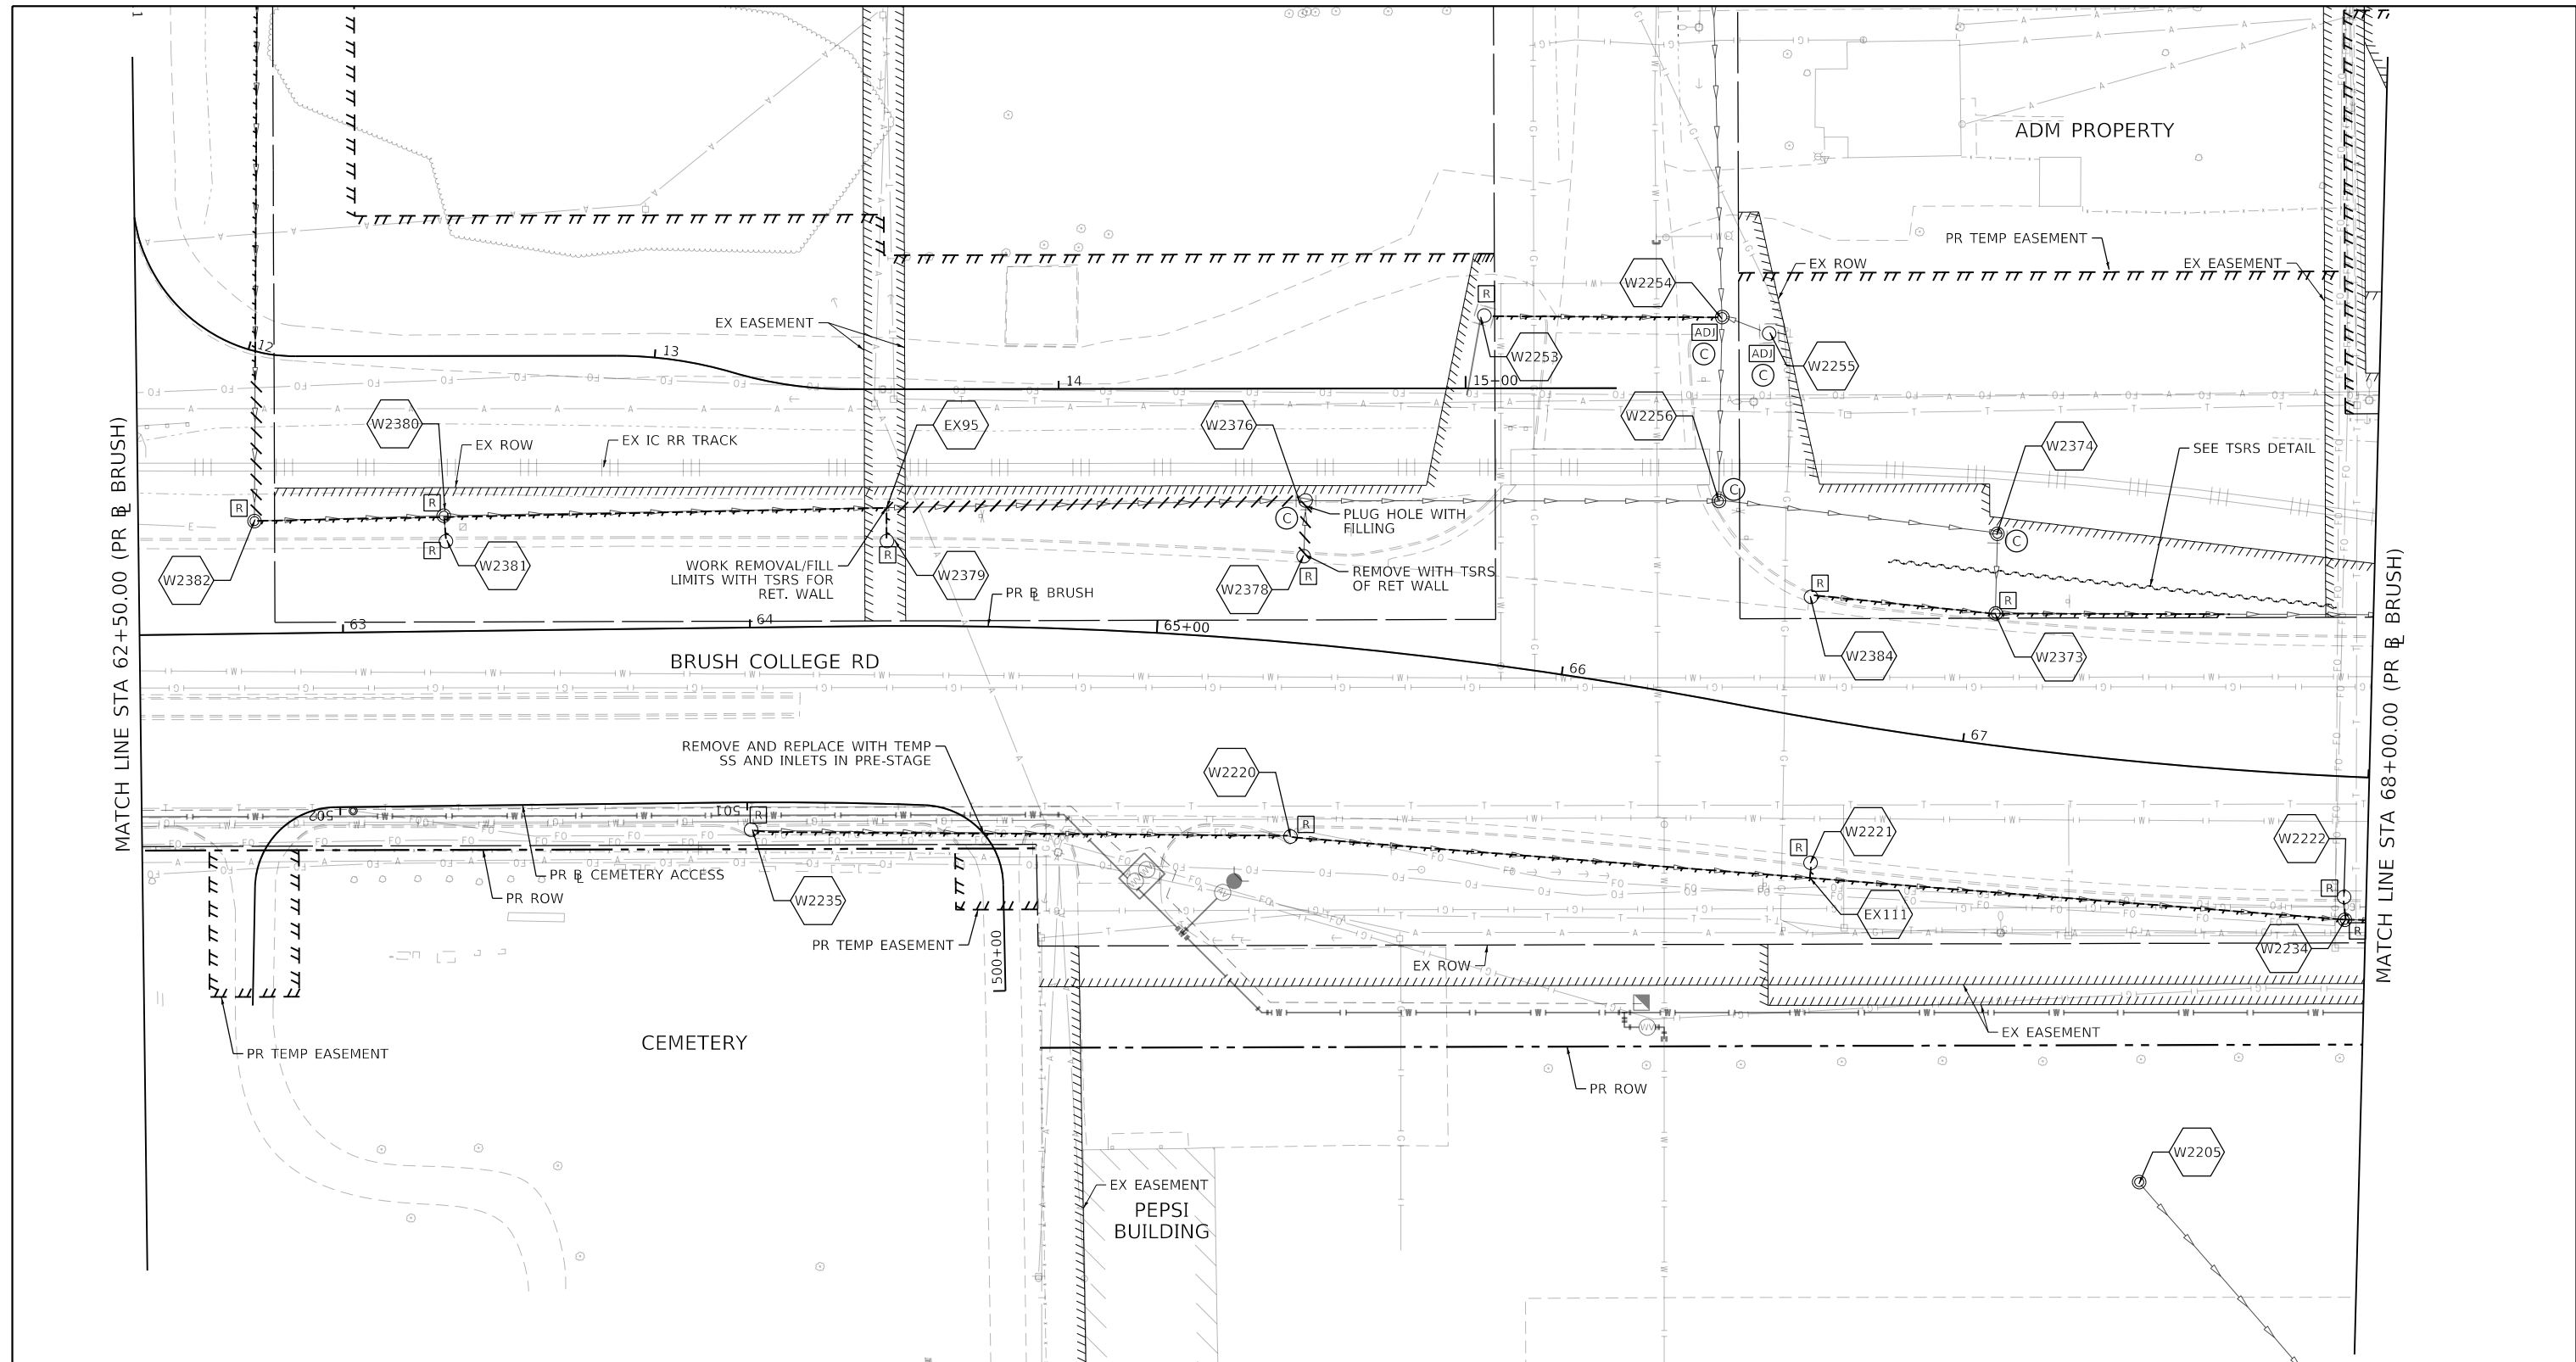 ADM PROPERTY
PR TEMP EASEMENT
EX EASEMENT
EX ROW
W2254
ADJ
C
ADJ
C
W2255
R
W2253
EX EASEMENT
12
13
14
15+00
W2256
C
W2380
EX ROW
EX IC RR TRACK
EX95
W2376
W2374
C
SEE TSRS DETAIL
MATCH LINE STA 62+50.00 (PR BL BRUSH)
R
R
R
W2382
W2381
C
PLUG HOLE WITH
FILLING
R
WORK REMOVAL/FILL
LIMITS WITH TSRS FOR
RET. WALL
W2379
W2378
R
REMOVE WITH TSRS
OF RET WALL
PR BL BRUSH
R
R
W2384
W2373
MATCH LINE STA 68+00.00 (PR BL BRUSH)
63
64
65+00
66
67
BRUSH COLLEGE RD
REMOVE AND REPLACE WITH TEMP
SS AND INLETS IN PRE-STAGE
W2220
R
502
501
R
W2221
R
W2222
R
PR BL CEMETERY ACCESS
PR ROW
W2235
EX111
R
W2234
PR TEMP EASEMENT
500+00
EX ROW
EX EASEMENT
PR TEMP EASEMENT
CEMETERY
WV
PR ROW
W2205
EX EASEMENT
PEPSI
BUILDING